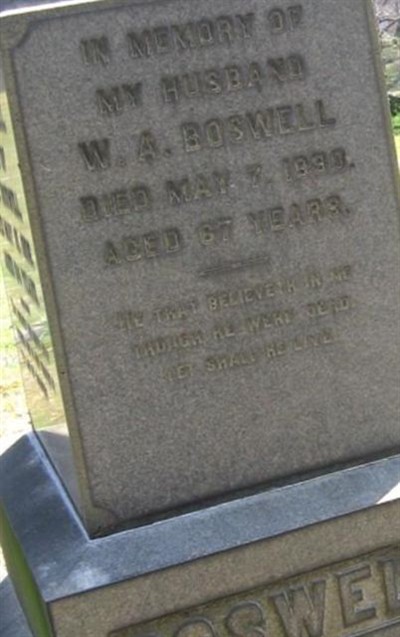 IN MEMORY OF
MY HUSBAND
W. A. BOSWELL
DIED MAY 7,
AGED 67 YEARS.
HE THAT BELIEVETH IN ME
THOUGH HE WERE DEAD,
YET SHALL HE LIVE.
BOSWEL